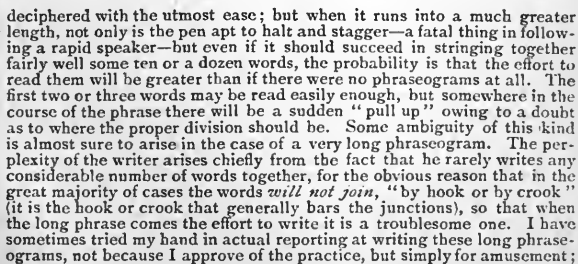 deciphered with the utmost ease; but when it runs into a much greater
length, not only is the pen apt to halt and stagger—a fatal thing in follow-
ing a rapid speaker—but even if it should succeed in stringing together
fairly well some ten or a dozen words, the probability is that the effort to
read them will be greater than if there were no phraseograms at all. The
first two or three words may be read easily enough, but somewhere in the
course of the phrase there will be a sudden "pull up" owing to a doubt
as to where the proper division should be. Some ambiguity of this kind
is almost sure to arise in the case of a very long phraseogram. The per-
plexity of the writer arises chiefly from the fact that he rarely writes any
considerable number of words together, for the obvious reason that in the
great majority of cases the words will not join, "by hook or by crook"
(it is the hook or crook that generally bars the junctions), so that when
the long phrase comes the effort to write it is a troublesome one. I have
sometimes tried my hand in actual reporting at writing these long phrase-
ograms, not because I approve of the practice, but simply for amusement;